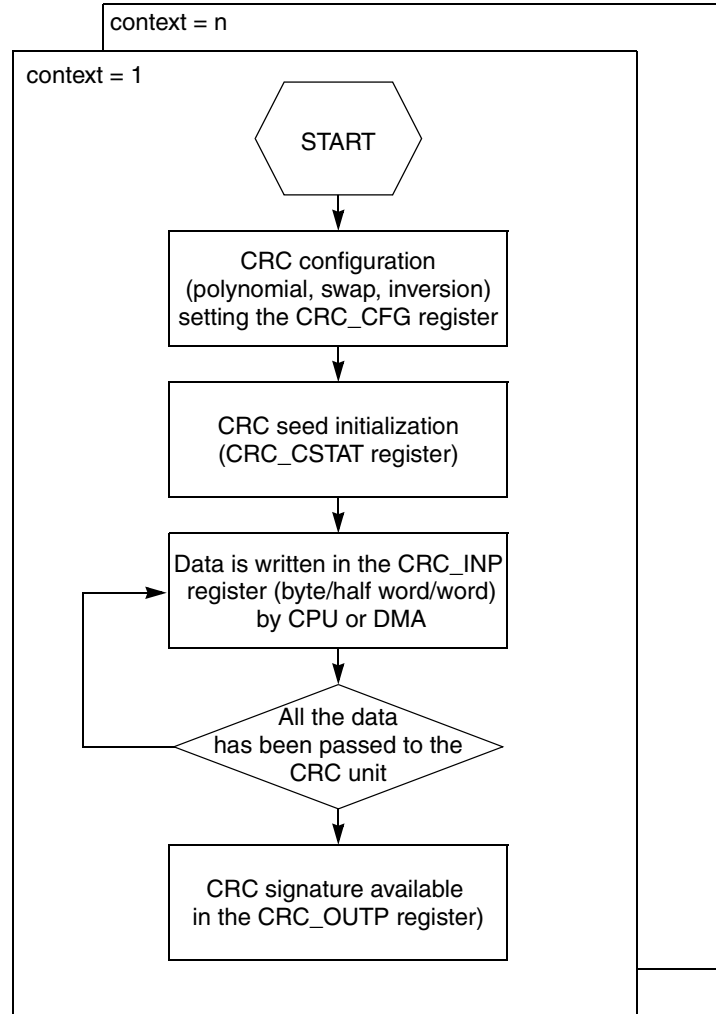 context = n
context = 1
START
CRC configuration
(polynomial, swap, inversion)
setting the CRC_CFG register
CRC seed initialization
(CRC_CSTAT register)
Data is written in the CRC_INP
register (byte/half word/word)
by CPU or DMA
All the data
has been passed to the
CRC unit
CRC signature available
in the CRC_OUTP register)